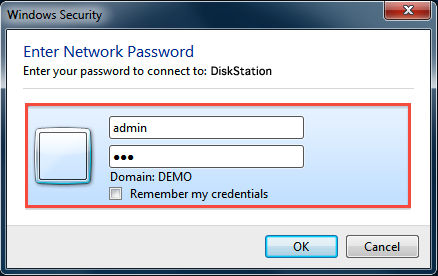 Windows Security
Enter Network Password
Enter your password to connect to: DiskStation
admin
●●●
Domain: DEMO
Remember my credentials
OK
Cancel